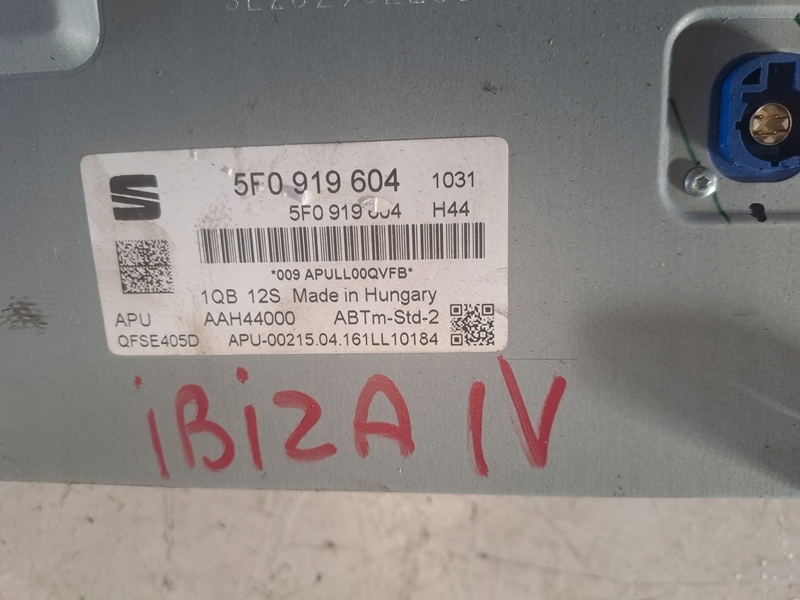 5F0 919 604 1031
5F0 919 604 H44
*009 APULL00QVFB*
1QB 12S Made in Hungary
APU AAH44000 ABTm-Std-2
QFSE405D APU-00215.04.161LL10184
iBiZA IV